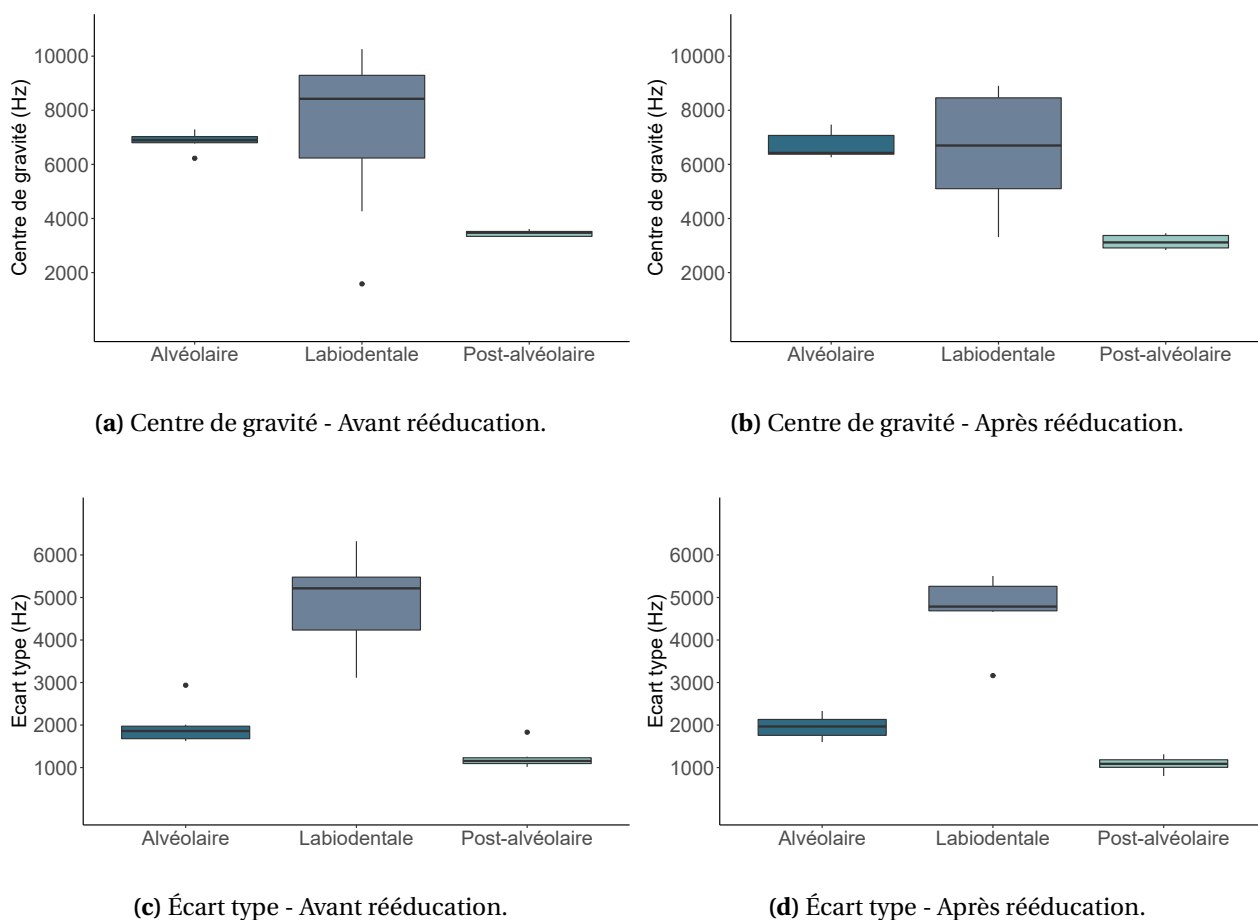 Centre de gravité (Hz)
10000
8000
6000
4000
2000
Alvéolaire Labiodentale Post-alvéolaire
(a) Centre de gravité - Avant rééducation.
Centre de gravité (Hz)
10000
8000
6000
4000
2000
Alvéolaire Labiodentale Post-alvéolaire
(b) Centre de gravité - Après rééducation.
Ecart type (Hz)
6000
5000
4000
3000
2000
1000
Alvéolaire Labiodentale Post-alvéolaire
(c) Écart type - Avant rééducation.
Ecart type (Hz)
6000
5000
4000
3000
2000
1000
Alvéolaire Labiodentale Post-alvéolaire
(d) Écart type - Après rééducation.